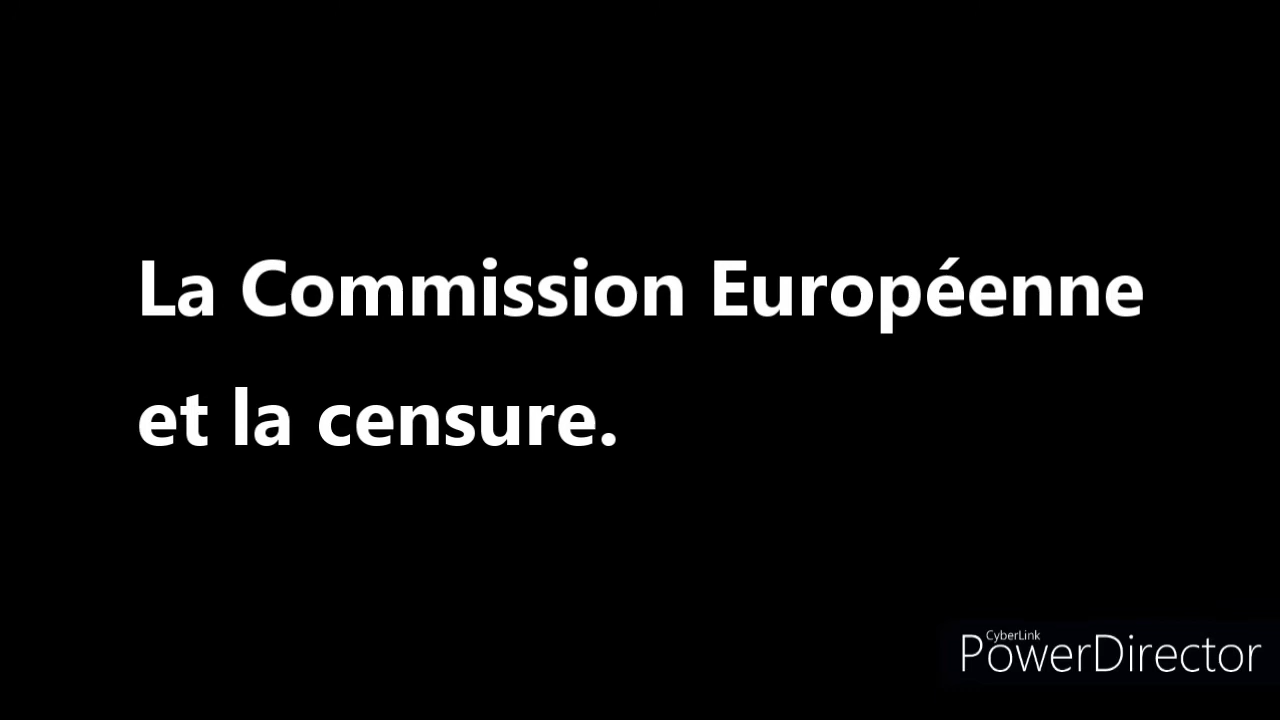 La Commission Européenne
et la censure.
CyberLink
PowerDirector